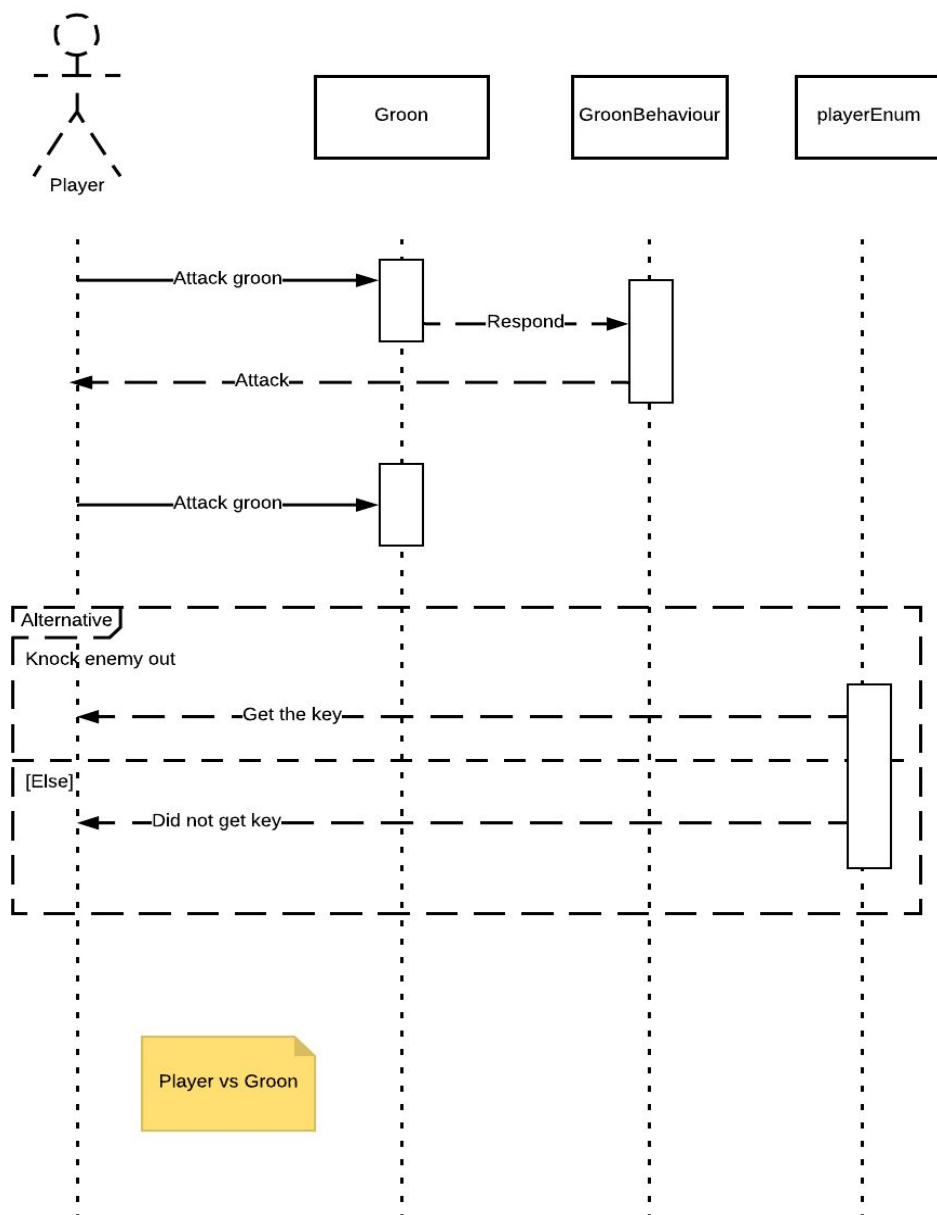 Player
Groon
GroonBehaviour
playerEnum
Attack groon
Respond
Attack
Attack groon
Alternative
Knock enemy out
Get the key
[Else]
Did not get key
Player vs Groon